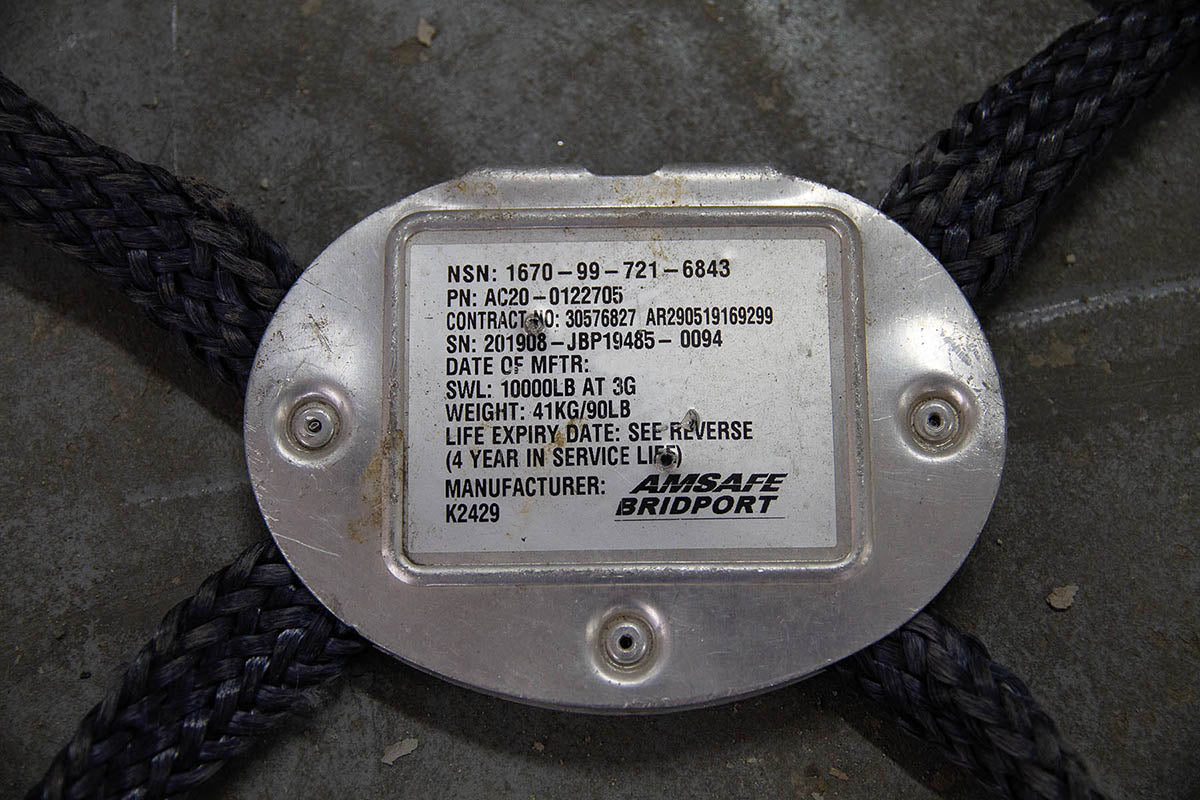 NSN: 1670-99-721-6843
PN: AC20-0122705
CONTRACT NO: 30576827 AR290519169299
SN: 201908-JBP19485-0094
DATE OF MFTR:
SWL: 10000LB AT 3G
WEIGHT: 41KG/90LB
LIFE EXPIRY DATE: SEE REVERSE
(4 YEAR IN SERVICE LIFE)
MANUFACTURER: AMSAFE
K2429 BRIDPORT